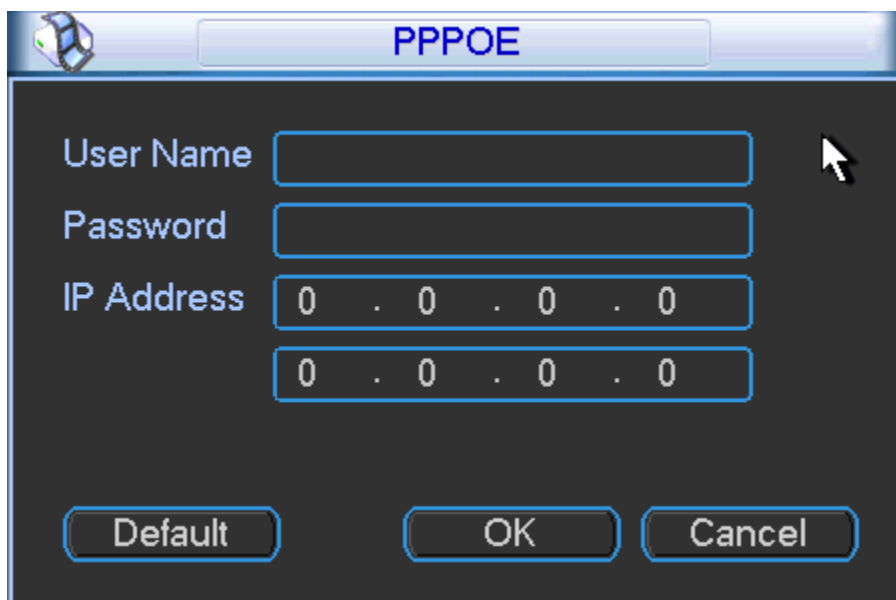 PPPOE
User Name
Password
IP Address 0 . 0 . 0 . 0
0 . 0 . 0 . 0
Default OK Cancel